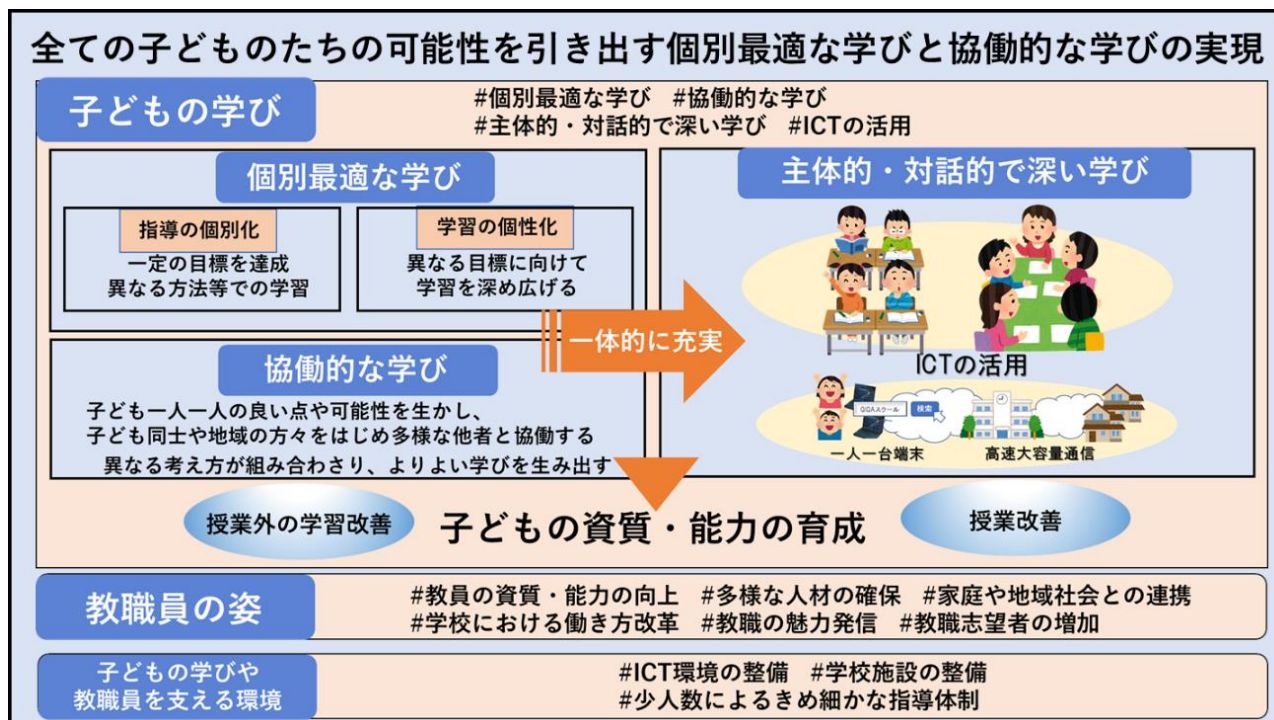 全ての子どものたちの可能性を引き出す個別最適な学びと協働的な学びの実現
子どもの学び
#個別最適な学び #協働的な学び
#主体的・対話的で深い学び #ICTの活用
個別最適な学び
指導の個別化
一定の目標を達成
異なる方法等での学習
学習の個性化
異なる目標に向けて
学習を深め広げる
協働的な学び
子ども一人一人の良い点や可能性を生かし、
子ども同士や地域の方々をはじめ多様な他者と協働する
異なる考え方が組み合わさり、よりよい学びを生み出す
一体的に充実
主体的・対話的で深い学び
ICTの活用
GIGAスクール
検索
一人一台端末
高速大容量通信
授業外の学習改善
子どもの資質・能力の育成
授業改善
教職員の姿
#教員の資質・能力の向上 #多様な人材の確保 #家庭や地域社会との連携
#学校における働き方改革 #教職の魅力発信 #教職志望者の増加
子どもの学びや
教職員を支える環境
#ICT環境の整備 #学校施設の整備
#少人数によるきめ細かな指導体制